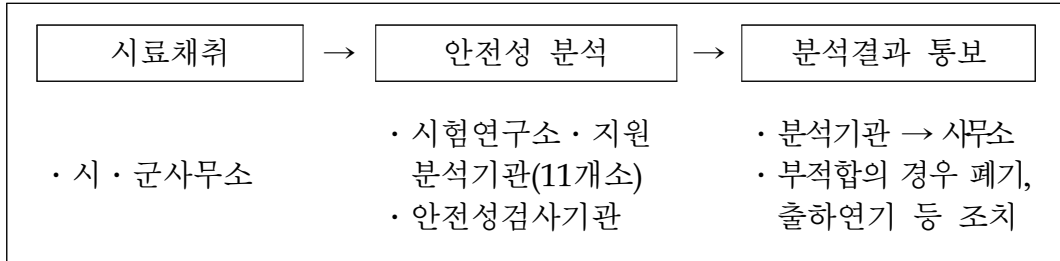 시료채취 → 안전성 분석 → 분석결과 통보
· 시 · 군사무소
· 시험연구소 · 지원
분석기관(11개소)
· 안전성검사기관
· 분석기관 → 사무소
· 부적합의 경우 폐기,
출하연기 등 조치